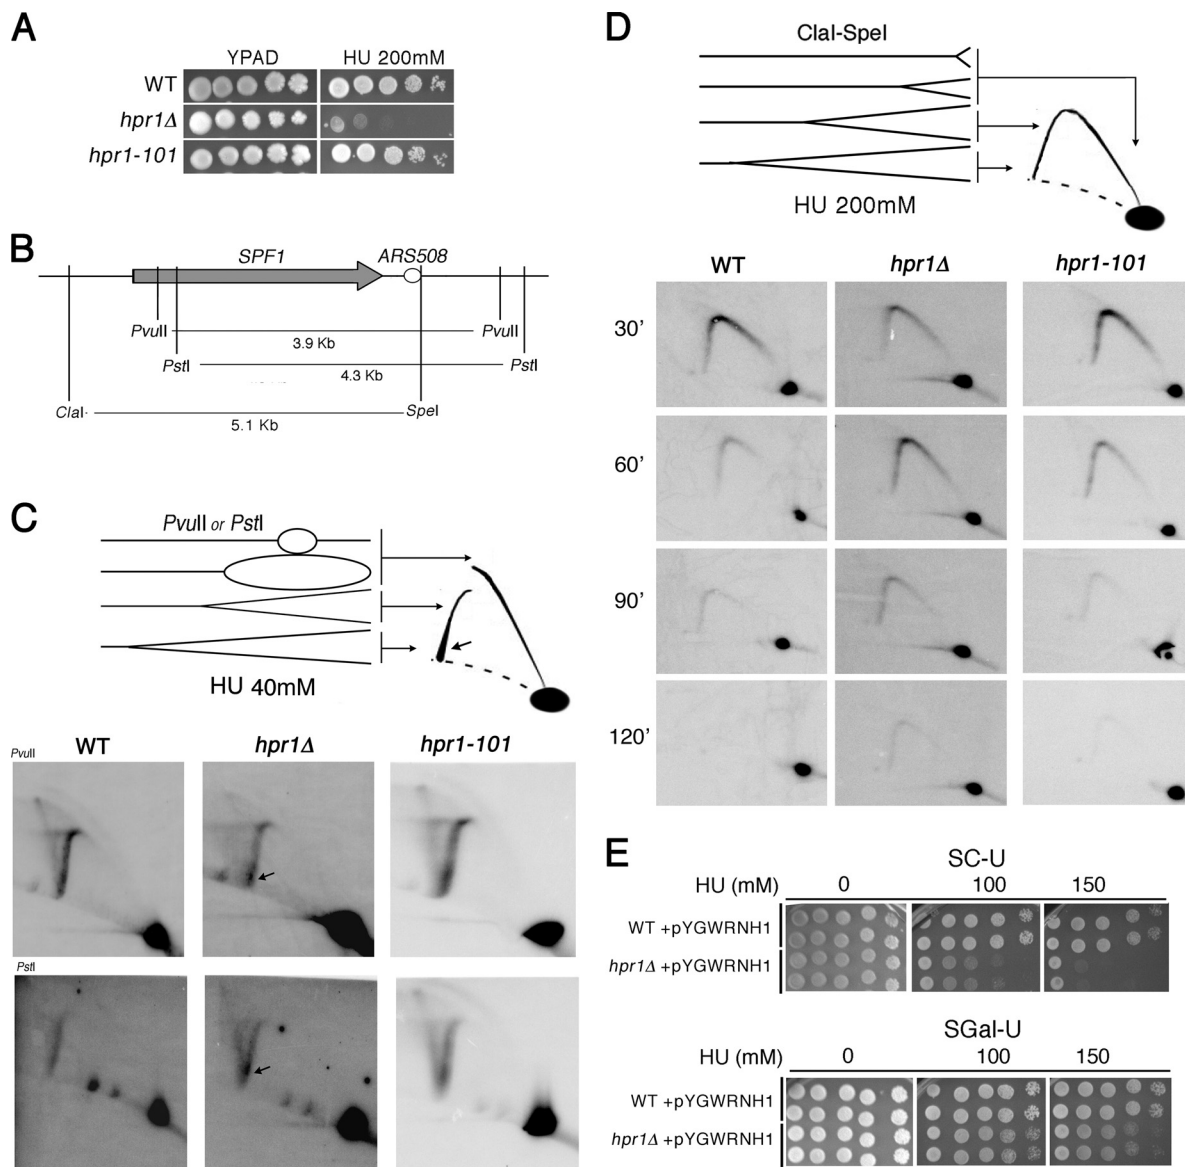 A
YPAD HU 200mM
WT
hpr1Δ
hpr1-101
B
SPF1 ARS508
PvuII PvuII
3.9 Kb
PstI PstI
4.3 Kb
ClaI SpeI
5.1 Kb
C
PvuII or PstI
HU 40mM
WT hpr1Δ hpr1-101
PvuII
PstI
D
ClaI-SpeI
HU 200mM
WT hpr1Δ hpr1-101
30’
60’
90’
120’
E
SC-U
HU (mM) 0 100 150
WT +pYGWRNH1
hpr1Δ +pYGWRNH1
SGal-U
HU (mM) 0 100 150
WT +pYGWRNH1
hpr1Δ +pYGWRNH1